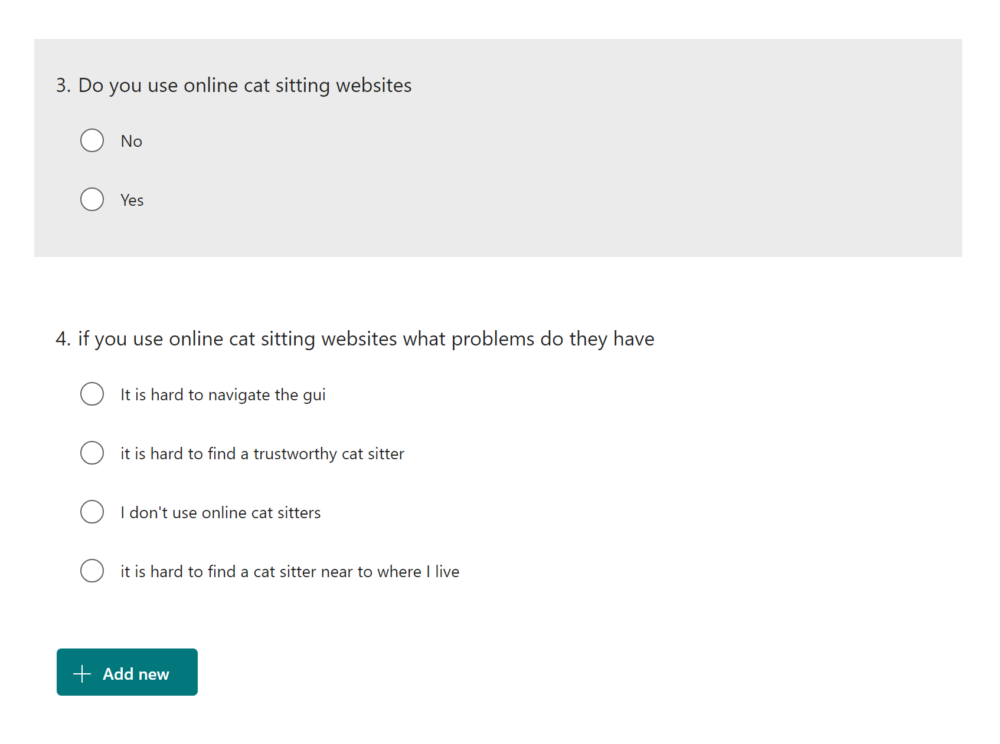 3. Do you use online cat sitting websites
No
Yes
4. if you use online cat sitting websites what problems do they have
It is hard to navigate the gui
it is hard to find a trustworthy cat sitter
I don't use online cat sitters
it is hard to find a cat sitter near to where I live
Add new